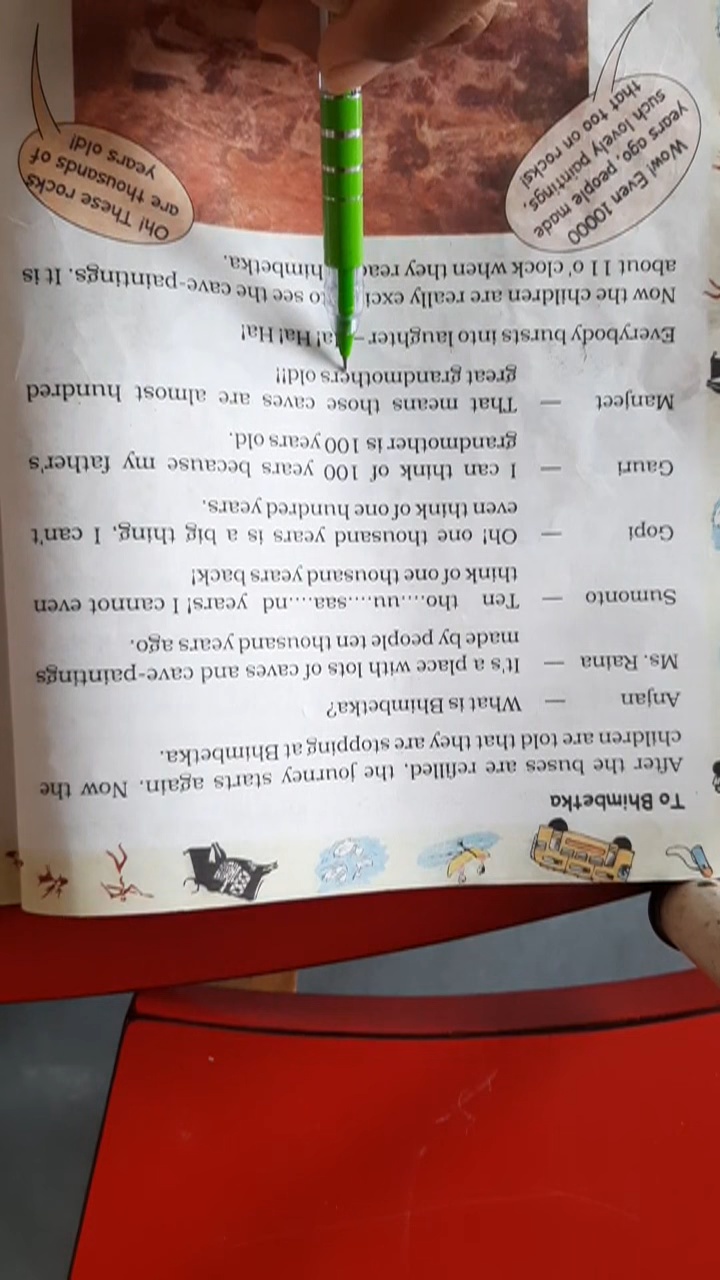 To Bhimbetka
After the buses are refilled, the journey starts again. Now the
children are told that they are stopping at Bhimbetka.
Anjan — What is Bhimbetka?
Ms. Raina — It's a place with lots of caves and cave-paintings
made by people ten thousand years ago.
Sumonto — Ten tho....uu....saa....nd years! I cannot even
think of one thousand years back!
Gopi — Oh! one thousand years is a big thing, I can't
even think of one hundred years.
Gauri — I can think of 100 years because my father's
grandmother is 100 years old.
Manjeet — That means those caves are almost hundred
great grandmothers old!!
Everybody bursts into laughter – Ha! Ha! Ha!
Now the children are really exci to see the cave-paintings. It is
about 11 o'clock when they reac himbetka.
Wow! Even 10000
years ago, people made
such lovely paintings,
that too on rocks!
Oh! These rocks
are thousands of
years old!